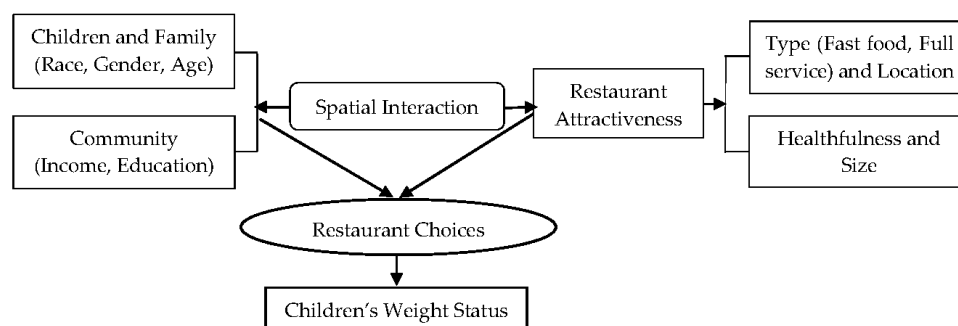 Children and Family
(Race, Gender, Age)
Community
(Income, Education)
Spatial Interaction
Restaurant
Attractiveness
Type (Fast food, Full
service) and Location
Healthfulness and
Size
Restaurant Choices
Children’s Weight Status